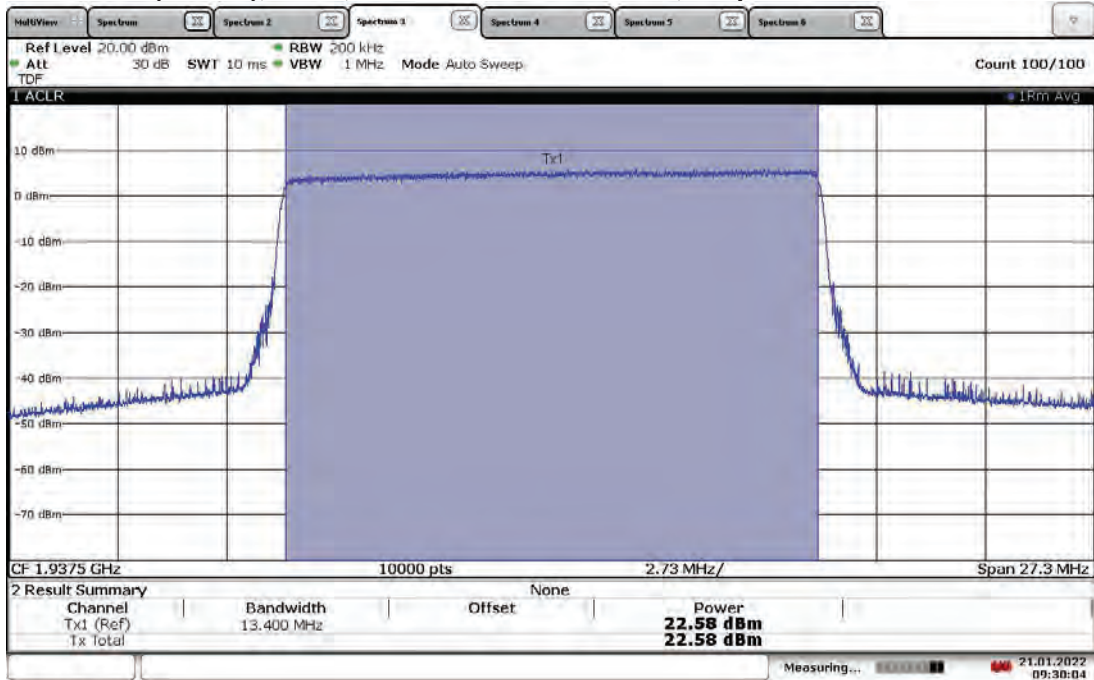 MultiView Spectrum Spectrum 2 Spectrum 3 Spectrum 4 Spectrum 5 Spectrum 6
Ref Level 20.00 dBm RBW 200 kHz
Att 30 dB SWT 10 ms VBW 1 MHz Mode Auto Sweep Count 100/100
TDF
1 ACLR 1Rm Avg
10 dBm
Tx1
0 dBm
-10 dBm
-20 dBm
-30 dBm
-40 dBm
-50 dBm
-60 dBm
-70 dBm
CF 1.9375 GHz 10000 pts 2.73 MHz/ Span 27.3 MHz
2 Result Summary None
Channel Bandwidth Offset Power
Tx1 (Ref) 13.400 MHz 22.58 dBm
Tx Total 22.58 dBm
Measuring... 21.01.2022
09:30:04